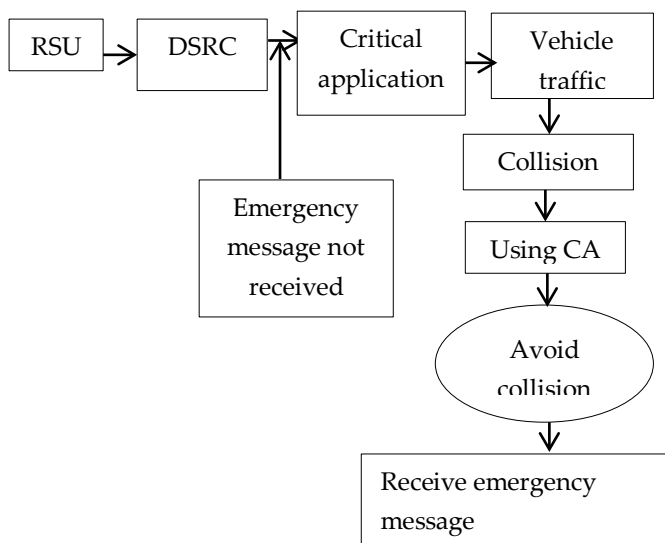 RSU
DSRC
Critical
application
Vehicle
traffic
Collision
Emergency
message not
received
Using CA
Avoid
collision
Receive emergency
message